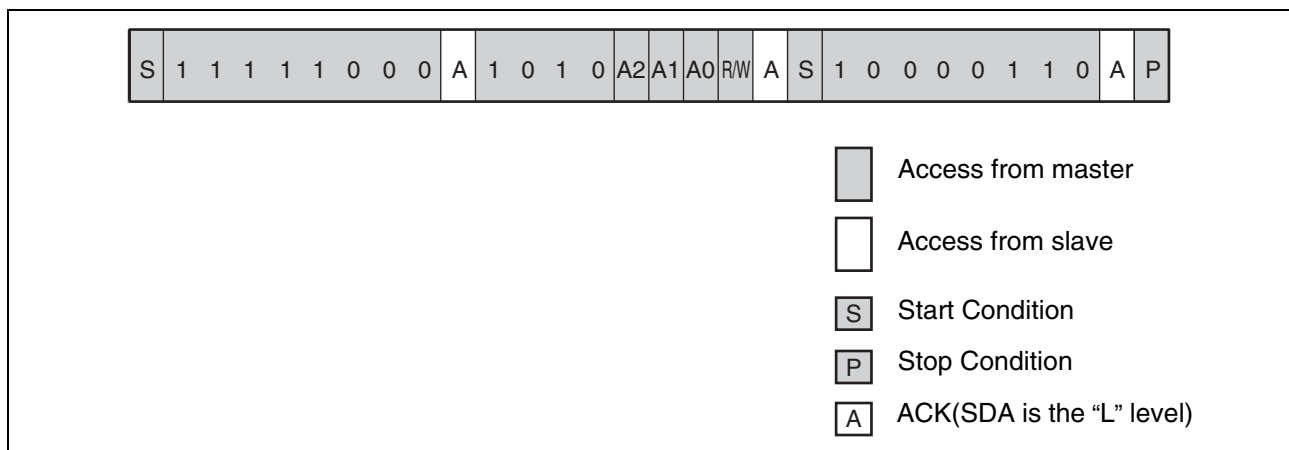 S 1 1 1 1 1 0 0 0 A 1 0 1 0 A2 A1 A0 R/W A S 1 0 0 0 0 1 1 0 A P
Access from master
Access from slave
S Start Condition
P Stop Condition
A ACK(SDA is the “L” level)